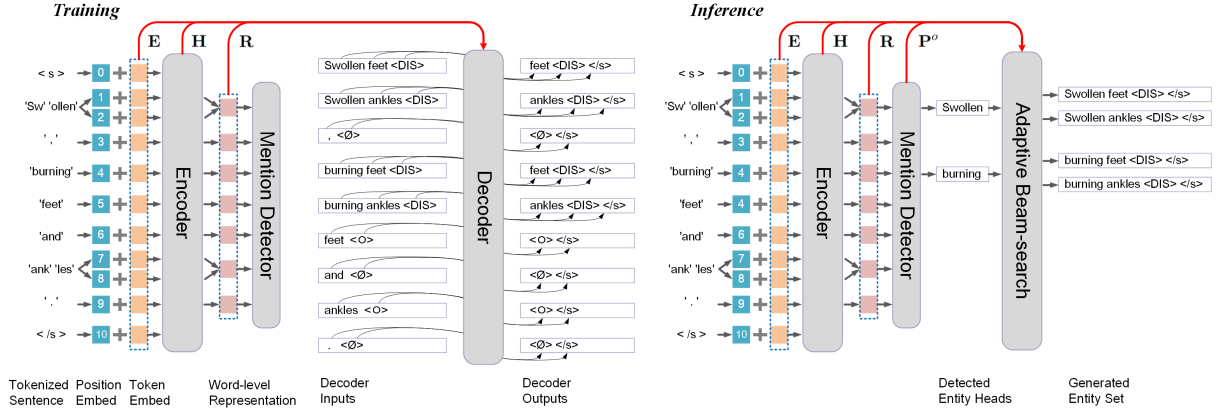 Training
E H R
< s >
0
'Sw' 'ollen'
1
2
' , '
3
'burning'
4
'feet'
5
'and'
6
'ank' 'les'
7
8
' . '
9
< /s >
10
Encoder
Mention Detector
Swollen feet <DIS>
Swollen ankles <DIS>
, <Ø>
burning feet <DIS>
burning ankles <DIS>
feet <O>
and <Ø>
ankles <O>
. <Ø>
Decoder
feet <DIS> </s>
ankles <DIS> </s>
<Ø> </s>
feet <DIS> </s>
ankles <DIS> </s>
<O> </s>
<Ø> </s>
<O> </s>
<Ø> </s>
Tokenized Sentence
Position Embed
Token Embed
Word-level Representation
Decoder Inputs
Decoder Outputs
Inference
E H R Pᵒ
< s >
0
'Sw' 'ollen'
1
2
' , '
3
'burning'
4
'feet'
4
'and'
6
'ank' 'les'
7
8
' . '
9
< /s >
10
Encoder
Mention Detector
Swollen
burning
Adaptive Beam-search
Swollen feet <DIS> </s>
Swollen ankles <DIS> </s>
burning feet <DIS> </s>
burning ankles <DIS> </s>
Detected Entity Heads
Generated Entity Set